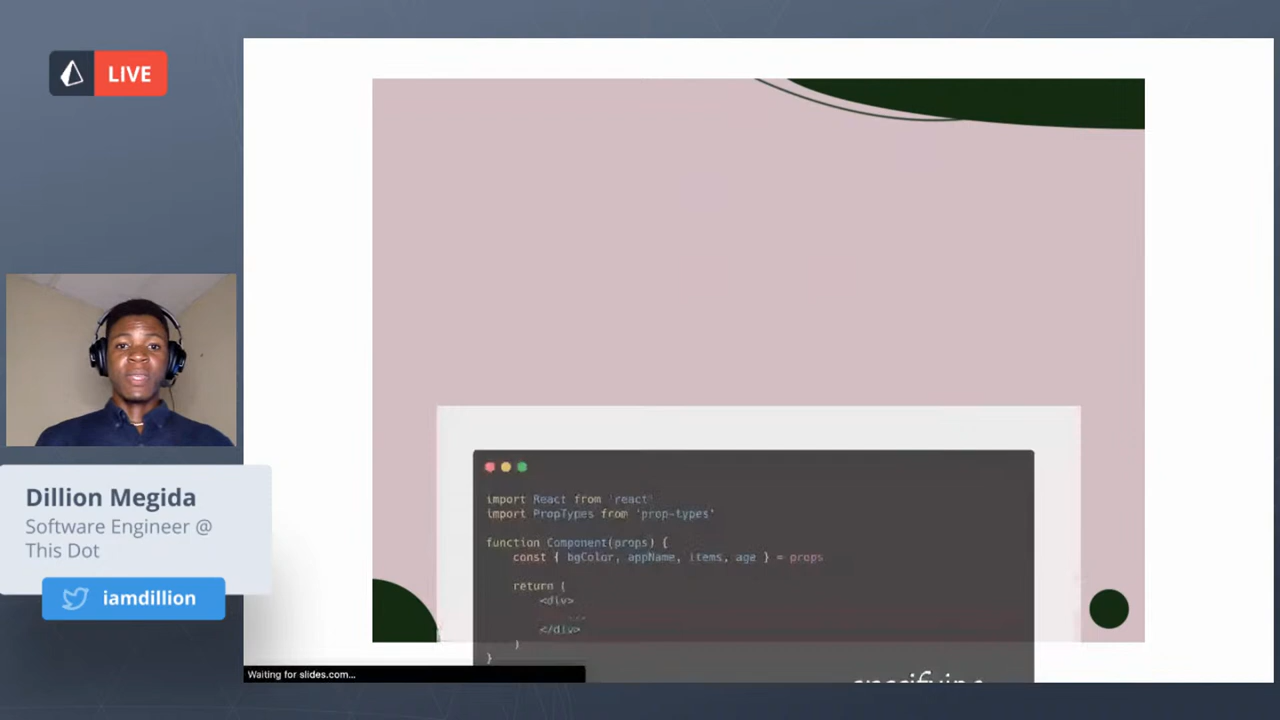 LIVE
Dillion Megida
Software Engineer @
This Dot
iamdillion
import React from 'react'
import PropTypes from 'prop-types'
function Component(props) {
const { bgColor, appName, items, age } = props
return (
<div>
...
</div>
)
}
specifying
Waiting for slides.com...